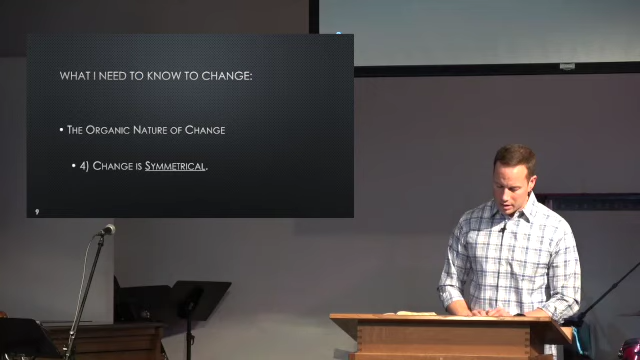 WHAT I NEED TO KNOW TO CHANGE:
• THE ORGANIC NATURE OF CHANGE
• 4) CHANGE IS SYMMETRICAL.
9